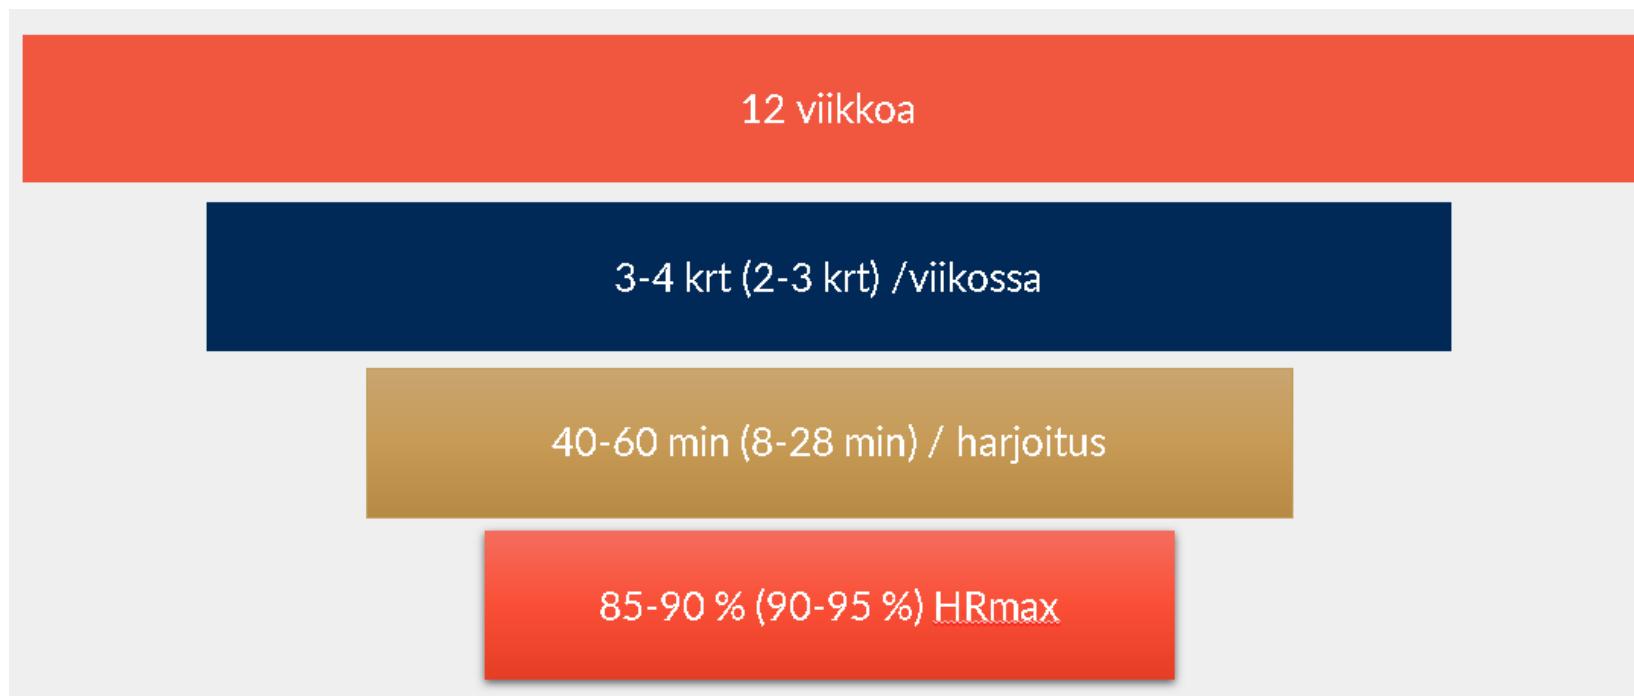 12 viikkoa
3-4 krt (2-3 krt) /viikossa
40-60 min (8-28 min) / harjoitus
85-90 % (90-95 %) HRmax